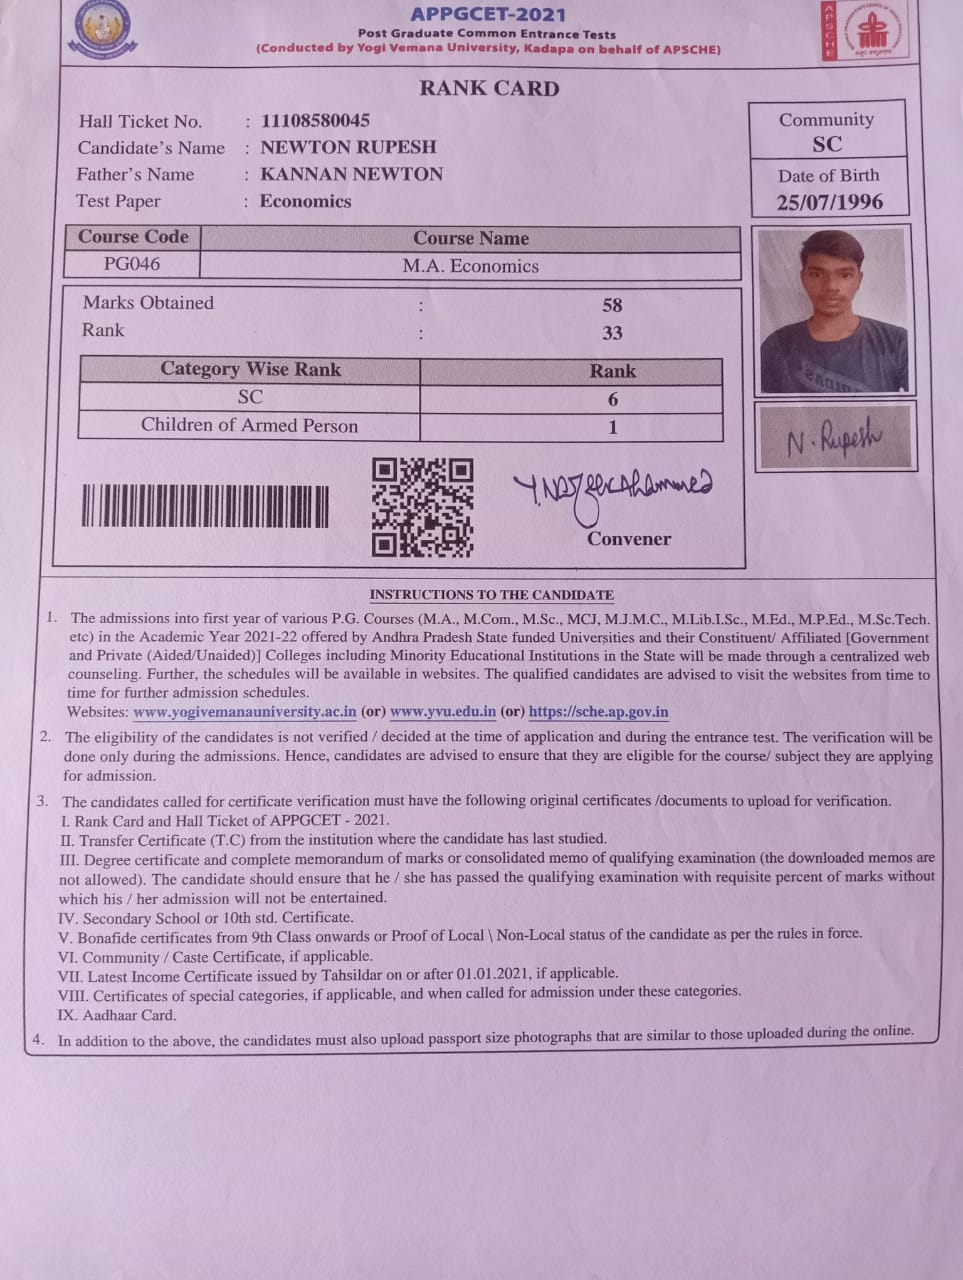 APPGCET-2021
Post Graduate Common Entrance Tests
(Conducted by Yogi Vemana University, Kadapa on behalf of APSCHE)
APSCHE
RANK CARD
Hall Ticket No. : 11108580045
Candidate's Name : NEWTON RUPESH
Father's Name : KANNAN NEWTON
Test Paper : Economics
Community
SC
Date of Birth
25/07/1996
Course Code Course Name
PG046 M.A. Economics
Marks Obtained : 58
Rank : 33
Category Wise Rank Rank
SC 6
Children of Armed Person 1
N. Rupesh
Convener
INSTRUCTIONS TO THE CANDIDATE
1. The admissions into first year of various P.G. Courses (M.A., M.Com., M.Sc., MCJ, M.J.M.C., M.Lib.I.Sc., M.Ed., M.P.Ed., M.Sc.Tech.
etc) in the Academic Year 2021-22 offered by Andhra Pradesh State funded Universities and their Constituent/ Affiliated [Government
and Private (Aided/Unaided)] Colleges including Minority Educational Institutions in the State will be made through a centralized web
counseling. Further, the schedules will be available in websites. The qualified candidates are advised to visit the websites from time to
time for further admission schedules.
Websites: www.yogivemanauniversity.ac.in (or) www.yvu.edu.in (or) https://sche.ap.gov.in
2. The eligibility of the candidates is not verified / decided at the time of application and during the entrance test. The verification will be
done only during the admissions. Hence, candidates are advised to ensure that they are eligible for the course/ subject they are applying
for admission.
3. The candidates called for certificate verification must have the following original certificates /documents to upload for verification.
I. Rank Card and Hall Ticket of APPGCET - 2021.
II. Transfer Certificate (T.C) from the institution where the candidate has last studied.
III. Degree certificate and complete memorandum of marks or consolidated memo of qualifying examination (the downloaded memos are
not allowed). The candidate should ensure that he / she has passed the qualifying examination with requisite percent of marks without
which his / her admission will not be entertained.
IV. Secondary School or 10th std. Certificate.
V. Bonafide certificates from 9th Class onwards or Proof of Local \ Non-Local status of the candidate as per the rules in force.
VI. Community / Caste Certificate, if applicable.
VII. Latest Income Certificate issued by Tahsildar on or after 01.01.2021, if applicable.
VIII. Certificates of special categories, if applicable, and when called for admission under these categories.
IX. Aadhaar Card.
4. In addition to the above, the candidates must also upload passport size photographs that are similar to those uploaded during the online.